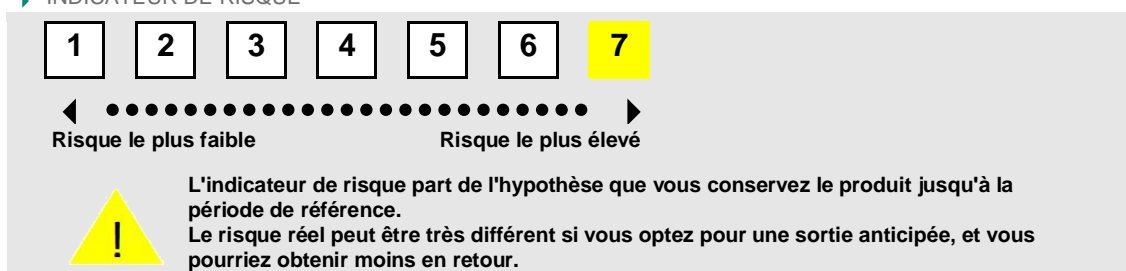 INDICATEUR DE RISQUE
1 2 3 4 5 6 7
Risque le plus faible Risque le plus élevé
L'indicateur de risque part de l'hypothèse que vous conservez le produit jusqu'à la
période de référence.
!
Le risque réel peut être très différent si vous optez pour une sortie anticipée, et vous
pourriez obtenir moins en retour.